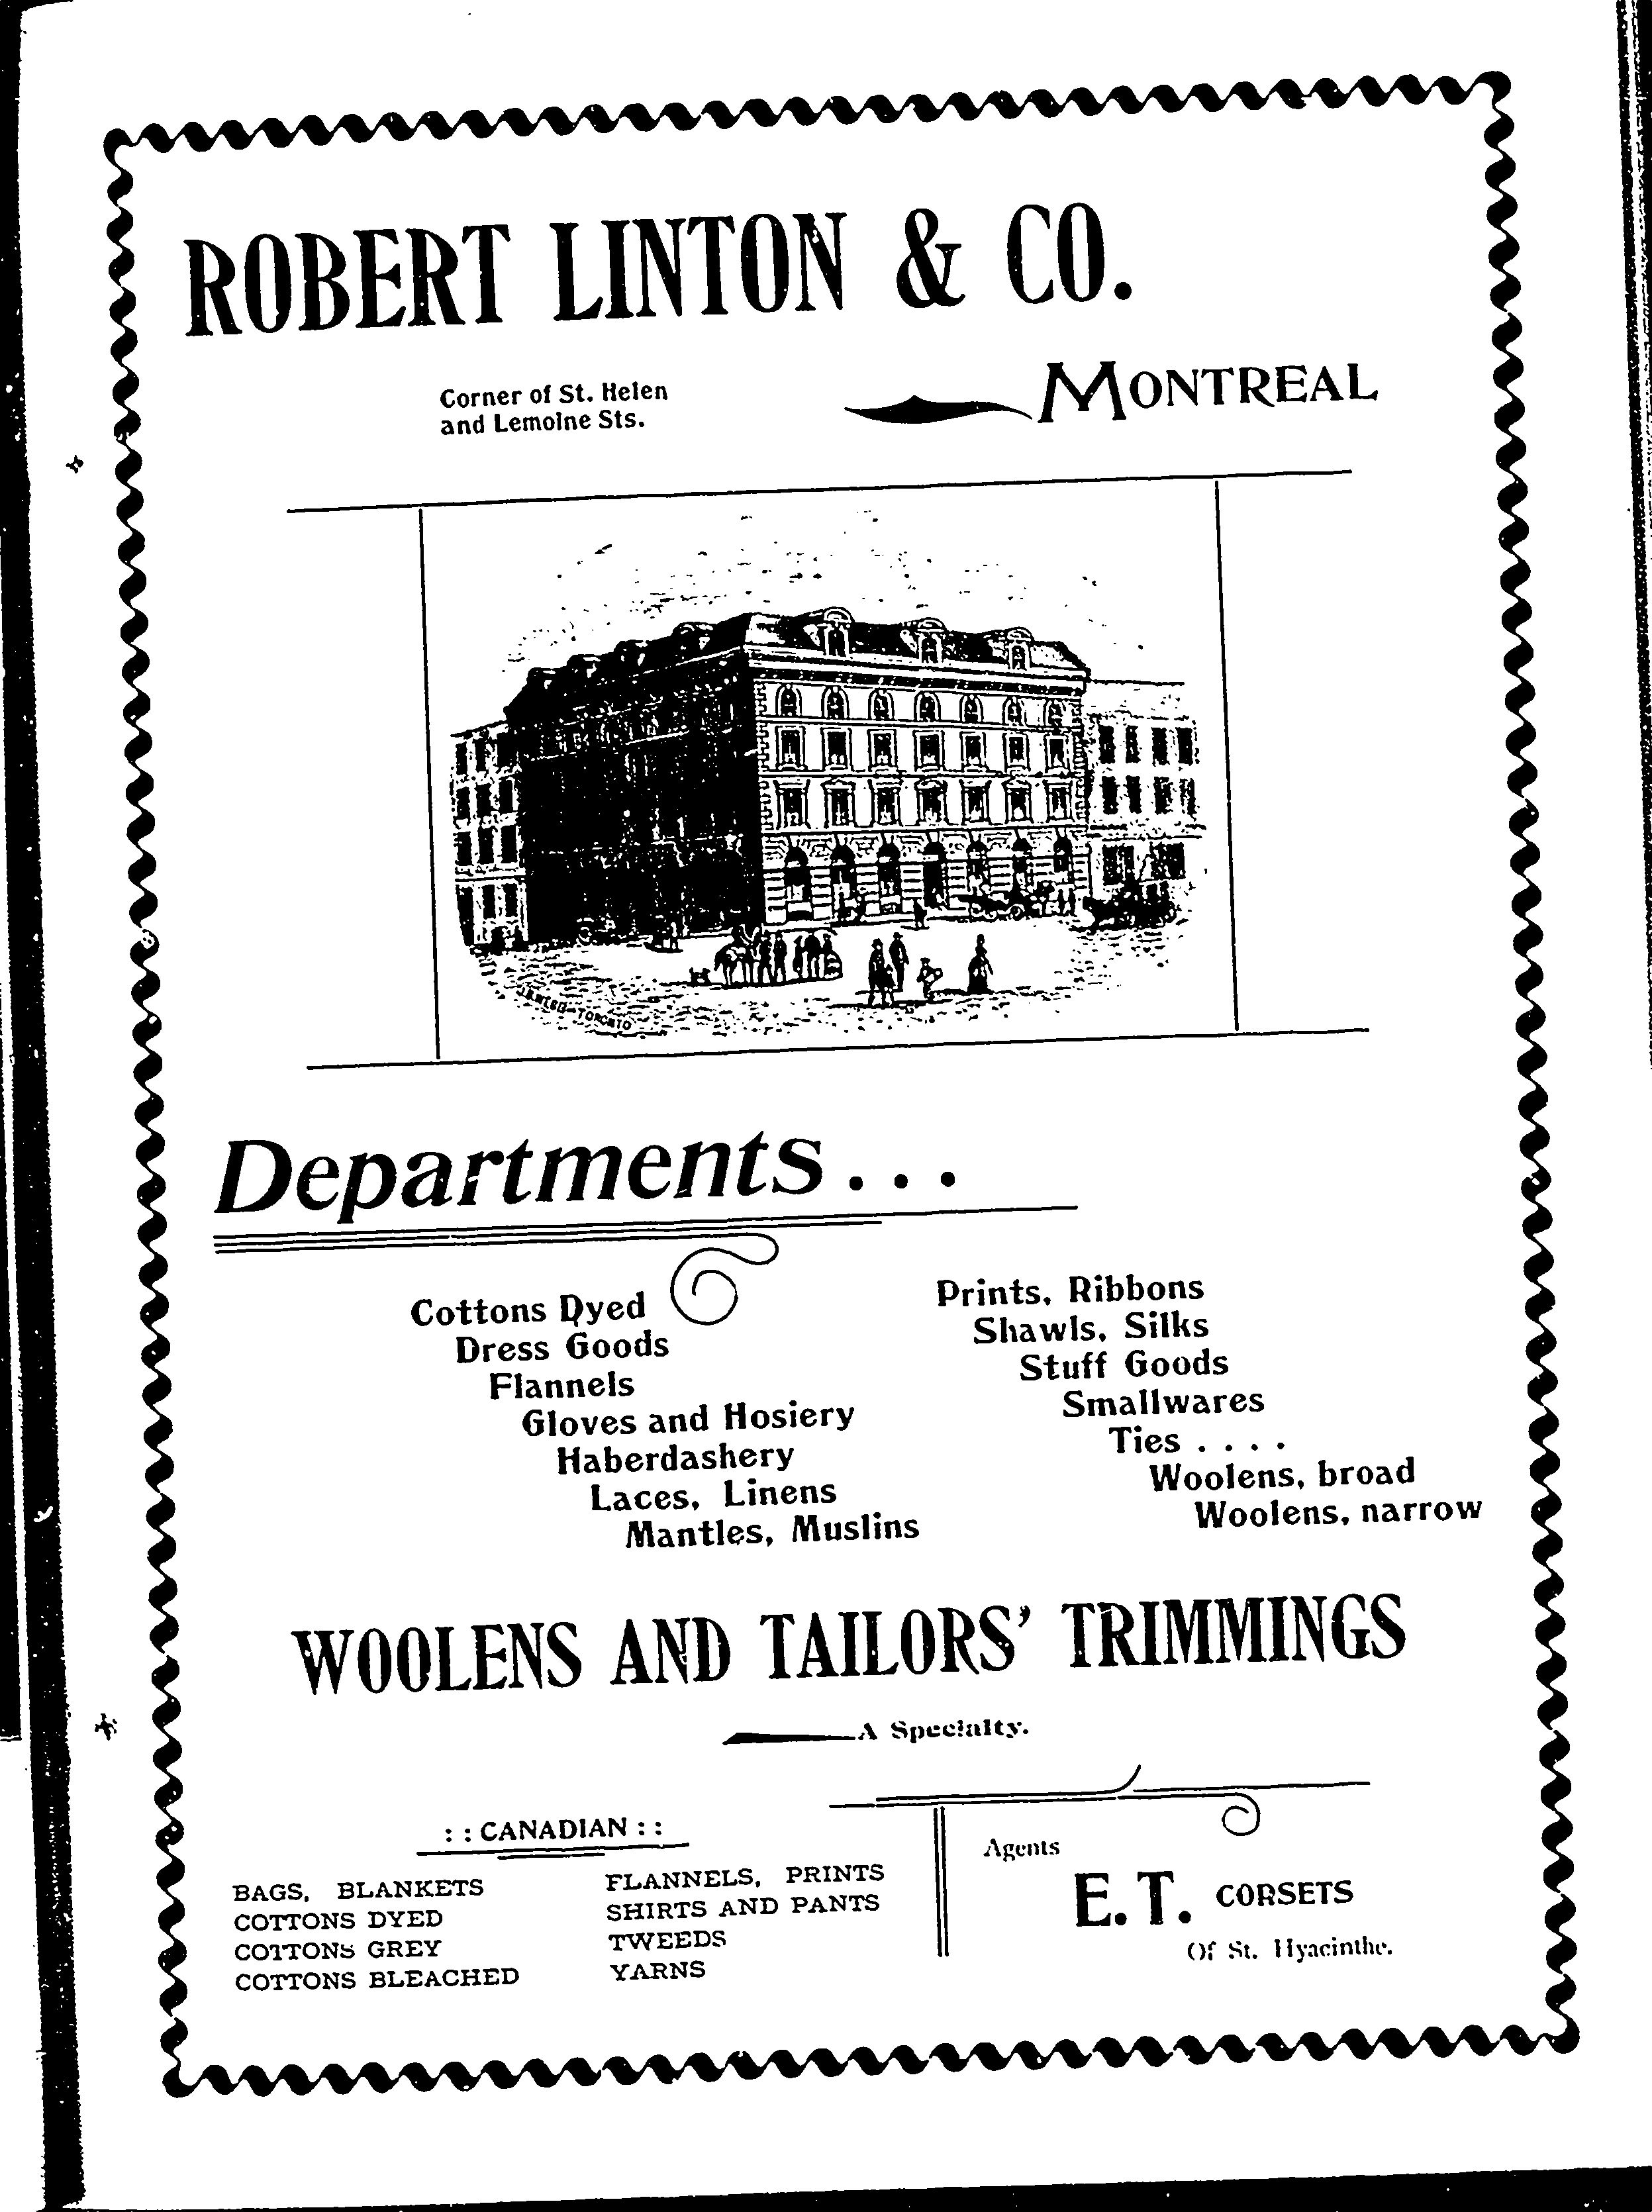 ROBERT LINTON & CO.
Corner of St. Helen
and Lemoine Sts.
MONTREAL
TORONTO
Departments...
Cottons Dyed
Dress Goods
Flannels
Gloves and Hosiery
Haberdashery
Laces, Linens
Mantles, Muslins
Prints, Ribbons
Shawls, Silks
Stuff Goods
Smallwares
Ties . . . .
Woolens, broad
Woolens, narrow
WOOLENS AND TAILORS' TRIMMINGS
A Specialty.
: : CANADIAN : :
BAGS, BLANKETS
COTTONS DYED
COTTONS GREY
COTTONS BLEACHED
FLANNELS, PRINTS
SHIRTS AND PANTS
TWEEDS
YARNS
Agents
E.T. CORSETS
Of St. Hyacinthe.